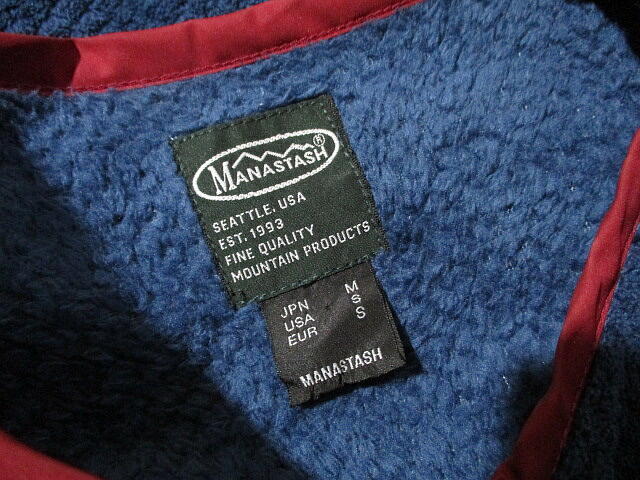 MANASTASH®
SEATTLE, USA
EST. 1993
FINE QUALITY
MOUNTAIN PRODUCTS
JPN M
USA S
EUR S
MANASTASH